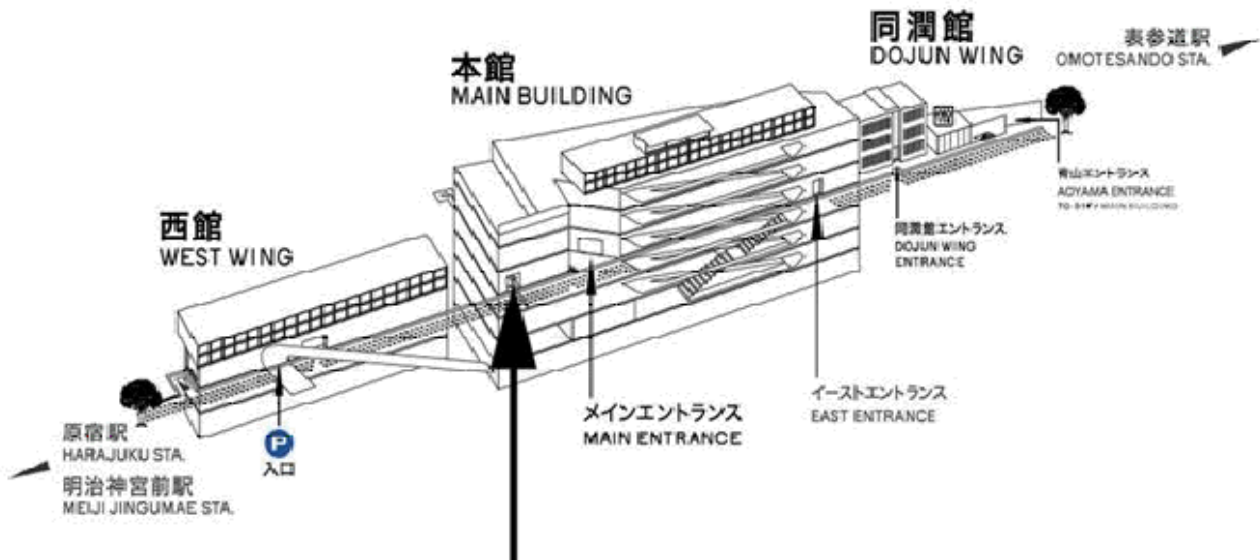 同潤館
DOJUN WING
表参道駅
OMOTESANDO STA.
本館
MAIN BUILDING
青山エントランス
AOYAMA ENTRANCE
MAIN BUILDING
西館
WEST WING
同潤館エントランス
DOJUN WING
ENTRANCE
イーストエントランス
EAST ENTRANCE
メインエントランス
MAIN ENTRANCE
P
入口
原宿駅
HARAJUKU STA.
明治神宮前駅
MEIJI JINGUMAE STA.